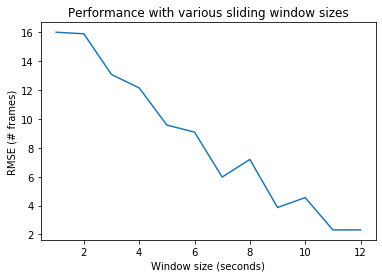 Performance with various sliding window sizes
16
14
12
10
8
6
4
2
RMSE (# frames)
2 4 6 8 10 12
Window size (seconds)